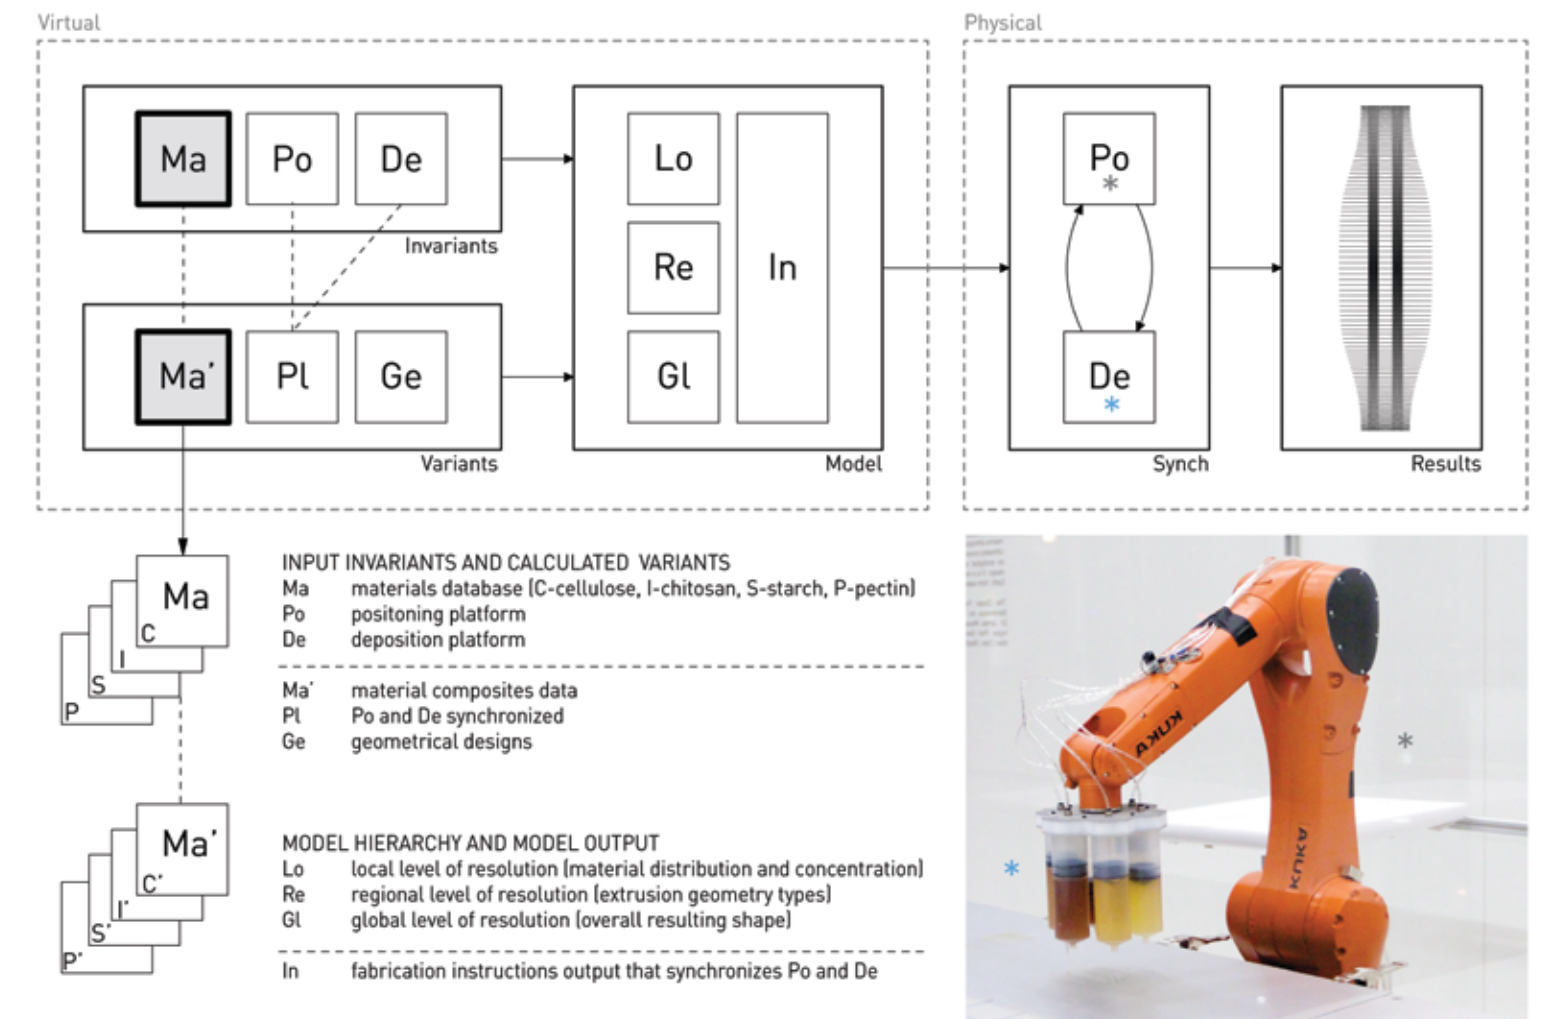 Virtual
Physical
Ma Po De
Invariants
Ma’ Pl Ge
Variants
Lo
Re
Gl
In
Model
Po
*
De
*
Synch
Results
Ma
C
I
S
P
Ma’
C’
I’
S’
P’
INPUT INVARIANTS AND CALCULATED VARIANTS
Ma materials database (C-cellulose, I-chitosan, S-starch, P-pectin)
Po positoning platform
De deposition platform
Ma’ material composites data
Pl Po and De synchronized
Ge geometrical designs
MODEL HIERARCHY AND MODEL OUTPUT
Lo local level of resolution (material distribution and concentration)
Re regional level of resolution (extrusion geometry types)
Gl global level of resolution (overall resulting shape)
In fabrication instructions output that synchronizes Po and De
KUKA
KUKA
*
*